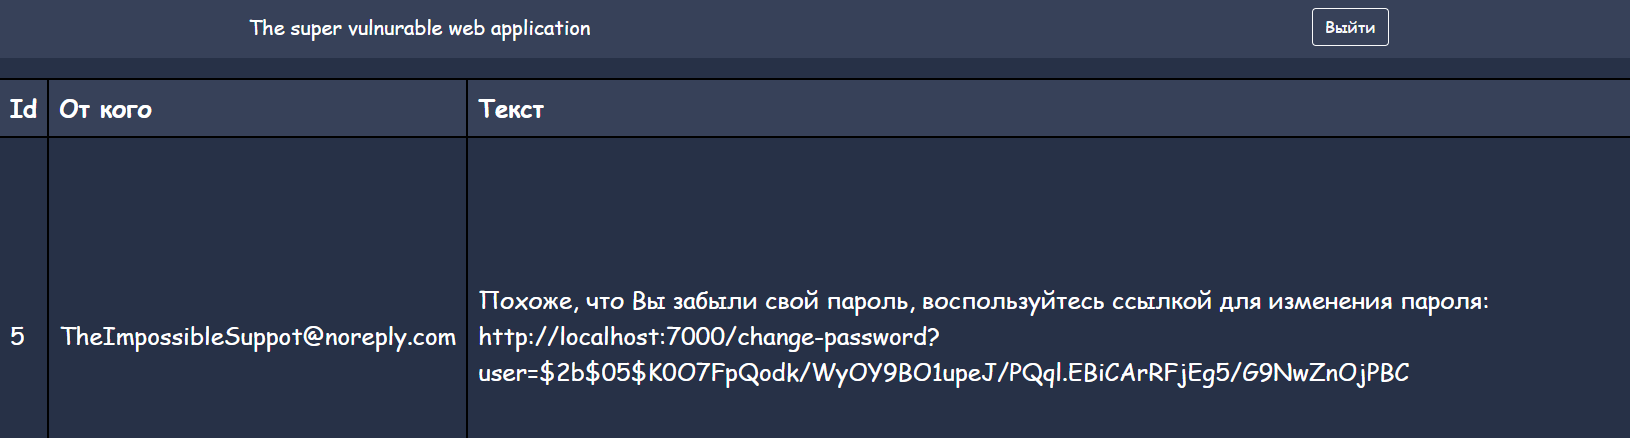 The super vulnurable web application
Выйти
Id
От кого
Текст
5
TheImpossibleSuppot@noreply.com
Похоже, что Вы забыли свой пароль, воспользуйтесь ссылкой для изменения пароля:
http://localhost:7000/change-password?
user=$2b$05$K0O7FpQodk/WyOY9BO1upeJ/PQql.EBiCArRFjEg5/G9NwZnOjPBC